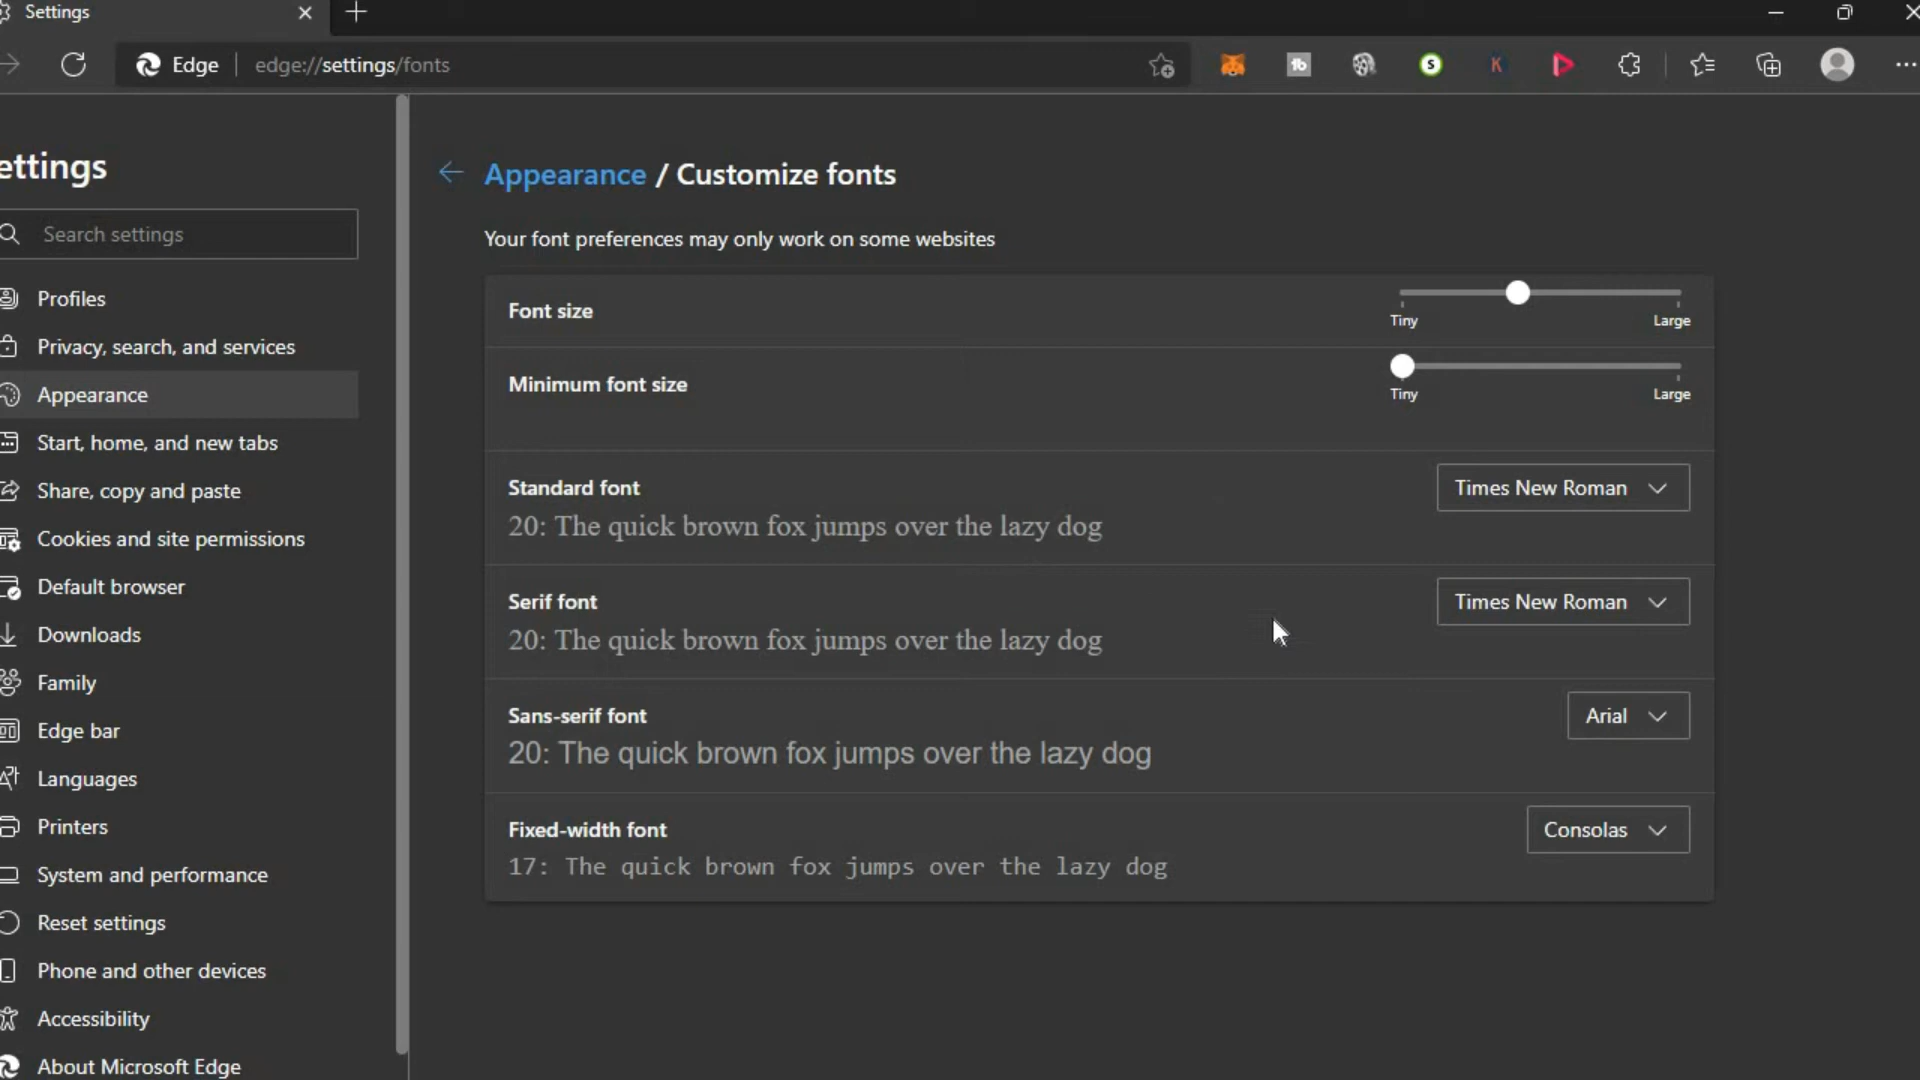 Settings
Edge
edge://settings/fonts
tb
S
K
ettings
Search settings
Profiles
Privacy, search, and services
Appearance
Start, home, and new tabs
Share, copy and paste
Cookies and site permissions
Default browser
Downloads
Family
Edge bar
Languages
Printers
System and performance
Reset settings
Phone and other devices
Accessibility
About Microsoft Edge
Appearance / Customize fonts
Your font preferences may only work on some websites
Font size
Tiny
Large
Minimum font size
Tiny
Large
Standard font
Times New Roman
20: The quick brown fox jumps over the lazy dog
Serif font
Times New Roman
20: The quick brown fox jumps over the lazy dog
Sans-serif font
Arial
20: The quick brown fox jumps over the lazy dog
Fixed-width font
Consolas
17: The quick brown fox jumps over the lazy dog